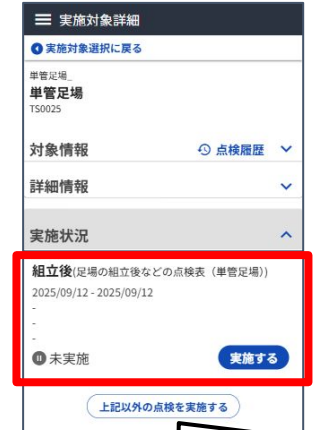 実施対象詳細
実施対象選択に戻る
単管足場_
単管足場
TS0025
対象情報 点検履歴
詳細情報
実施状況
組立後(足場の組立後などの点検表（単管足場）)
2025/09/12 - 2025/09/12
-
-
-
未実施 実施する
上記以外の点検を実施する